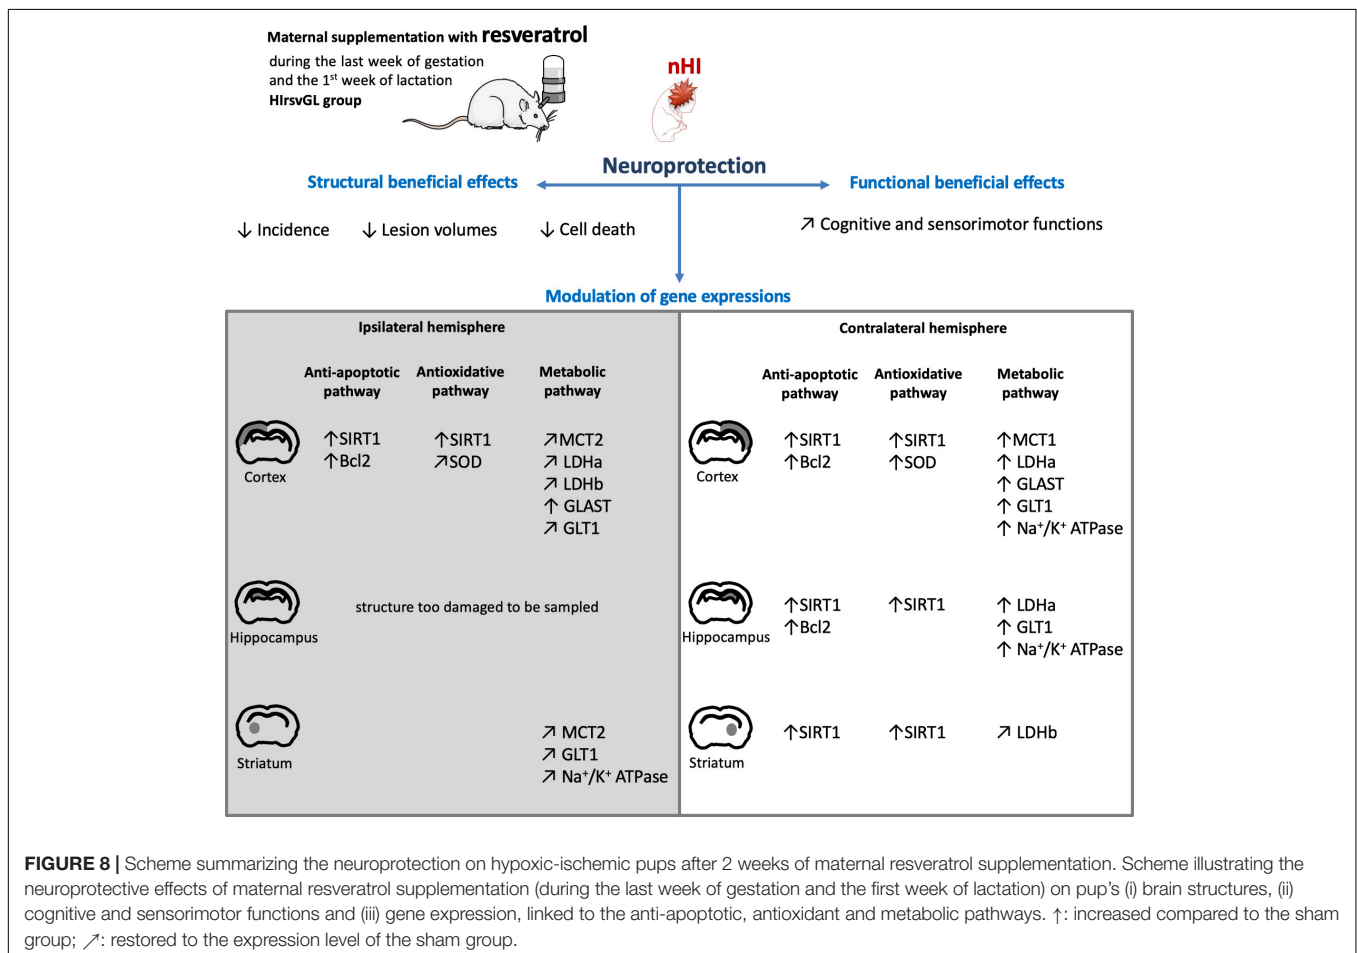 Maternal supplementation with resveratrol
during the last week of gestation
and the 1st week of lactation
HIrsvGL group
nHI
Neuroprotection
Structural beneficial effects
Functional beneficial effects
↓ Incidence ↓ Lesion volumes ↓ Cell death
↗ Cognitive and sensorimotor functions
Modulation of gene expressions
Ipsilateral hemisphere
Anti-apoptotic pathway
Antioxidative pathway
Metabolic pathway
Cortex
↑SIRT1
↑Bcl2
↑SIRT1
↗SOD
↗MCT2
↗ LDHa
↗ LDHb
↑ GLAST
↗ GLT1
Hippocampus
structure too damaged to be sampled
Striatum
↗ MCT2
↗ GLT1
↗ Na⁺/K⁺ ATPase
Contralateral hemisphere
Anti-apoptotic pathway
Antioxidative pathway
Metabolic pathway
Cortex
↑SIRT1
↑Bcl2
↑SIRT1
↑SOD
↑MCT1
↑ LDHa
↑ GLAST
↑ GLT1
↑ Na⁺/K⁺ ATPase
Hippocampus
↑SIRT1
↑Bcl2
↑SIRT1
↑ LDHa
↑ GLT1
↑ Na⁺/K⁺ ATPase
Striatum
↑SIRT1
↑SIRT1
↗ LDHb
FIGURE 8 | Scheme summarizing the neuroprotection on hypoxic-ischemic pups after 2 weeks of maternal resveratrol supplementation. Scheme illustrating the
neuroprotective effects of maternal resveratrol supplementation (during the last week of gestation and the first week of lactation) on pup's (i) brain structures, (ii)
cognitive and sensorimotor functions and (iii) gene expression, linked to the anti-apoptotic, antioxidant and metabolic pathways. ↑: increased compared to the sham
group; ↗: restored to the expression level of the sham group.